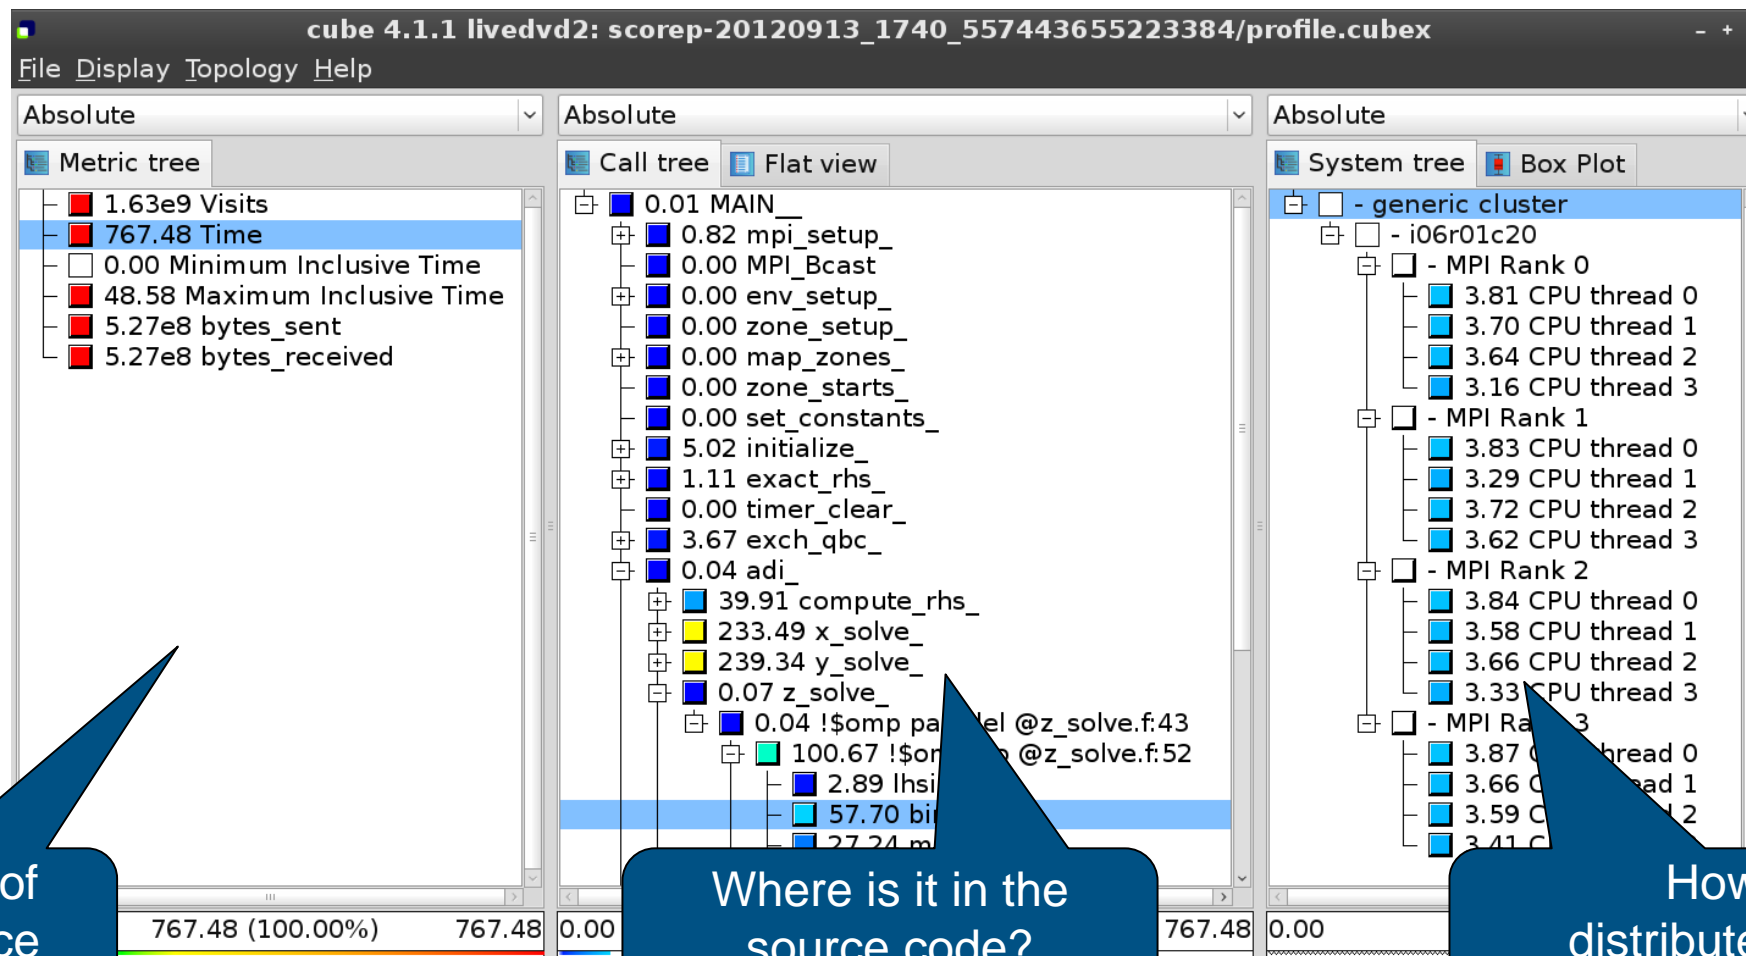 cube 4.1.1 livedvd2: scorep-20120913_1740_557443655223384/profile.cubex
File Display Topology Help
Absolute
Metric tree
1.63e9 Visits
767.48 Time
0.00 Minimum Inclusive Time
48.58 Maximum Inclusive Time
5.27e8 bytes_sent
5.27e8 bytes_received
767.48 (100.00%) 767.48
of
Absolute
Call tree Flat view
0.01 MAIN__
0.82 mpi_setup_
0.00 MPI_Bcast
0.00 env_setup_
0.00 zone_setup_
0.00 map_zones_
0.00 zone_starts_
0.00 set_constants_
5.02 initialize_
1.11 exact_rhs_
0.00 timer_clear_
3.67 exch_qbc_
0.04 adi_
39.91 compute_rhs_
233.49 x_solve_
239.34 y_solve_
0.07 z_solve_
0.04 !$omp @z_solve.f:43
100.67 @z_solve.f:52
2.89
57.70
27.24
0.00 767.48
Where is it in the
source code?
Absolute
System tree Box Plot
- generic cluster
- i06r01c20
- MPI Rank 0
3.81 CPU thread 0
3.70 CPU thread 1
3.64 CPU thread 2
3.16 CPU thread 3
- MPI Rank 1
3.83 CPU thread 0
3.29 CPU thread 1
3.72 CPU thread 2
3.62 CPU thread 3
- MPI Rank 2
3.84 CPU thread 0
3.58 CPU thread 1
3.66 CPU thread 2
3.33 CPU thread 3
- MPI 3
3.87 0
3.66 1
3.59 2
3.41
0.00
How